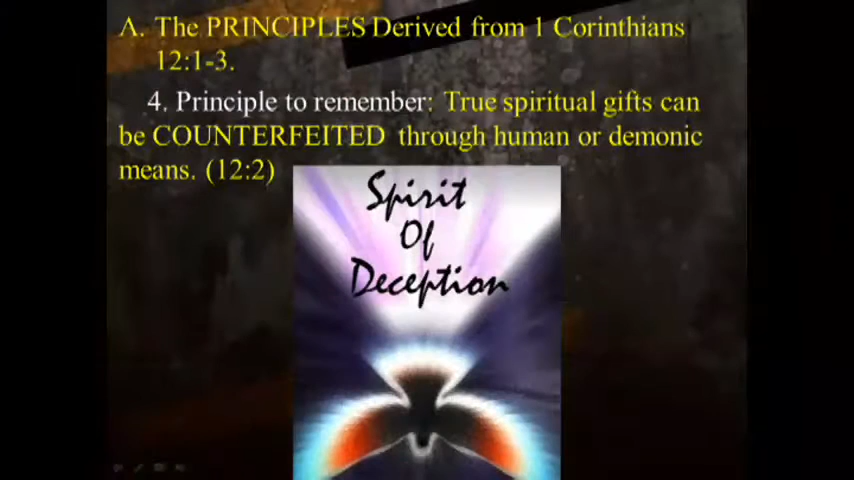 A. The PRINCIPLES Derived from 1 Corinthians
12:1-3.
4. Principle to remember: True spiritual gifts can
be COUNTERFEITED through human or demonic
means. (12:2)
Spirit
Of
Deception